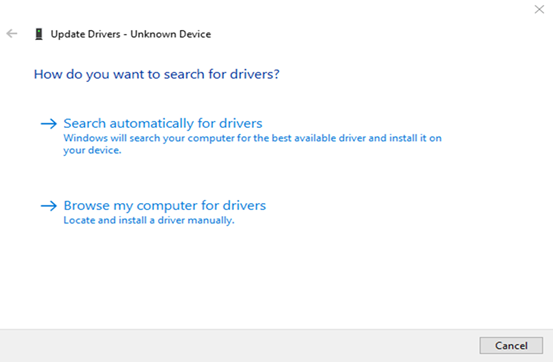 Update Drivers - Unknown Device
How do you want to search for drivers?
Search automatically for drivers
Windows will search your computer for the best available driver and install it on
your device.
Browse my computer for drivers
Locate and install a driver manually.
Cancel